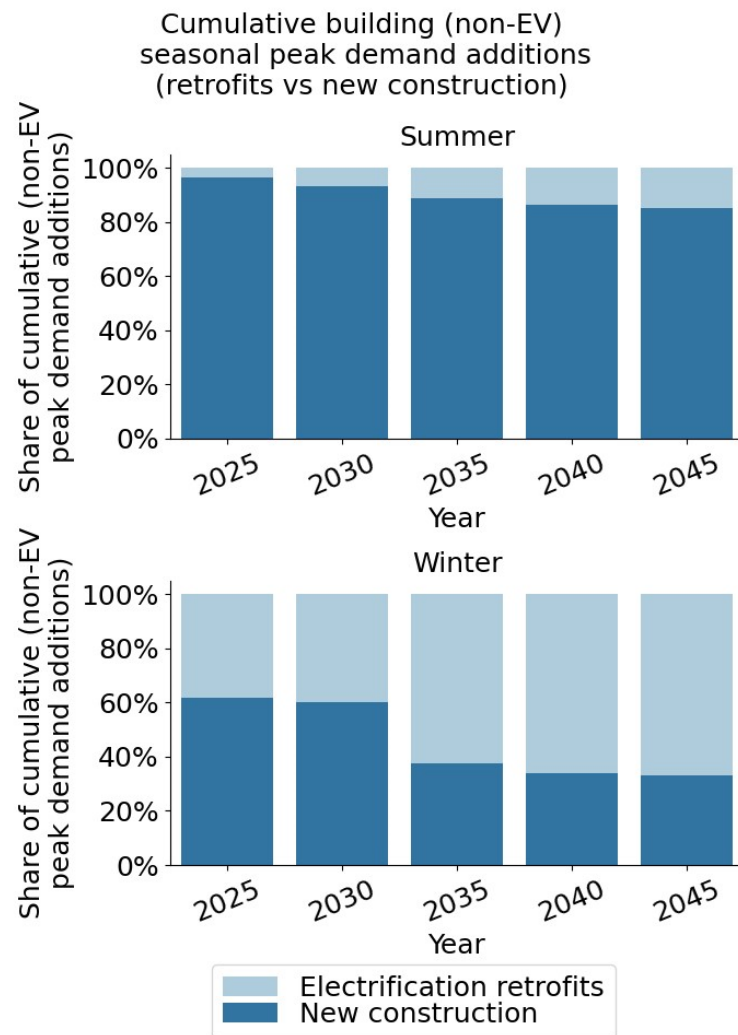 Cumulative building (non-EV)
seasonal peak demand additions
(retrofits vs new construction)
Summer
Share of cumulative (non-EV
peak demand additions)
100%
80%
60%
40%
20%
0%
2025
2030
2035
2040
2045
Year
Winter
Share of cumulative (non-EV
peak demand additions)
100%
80%
60%
40%
20%
0%
2025
2030
2035
2040
2045
Year
Electrification retrofits
New construction